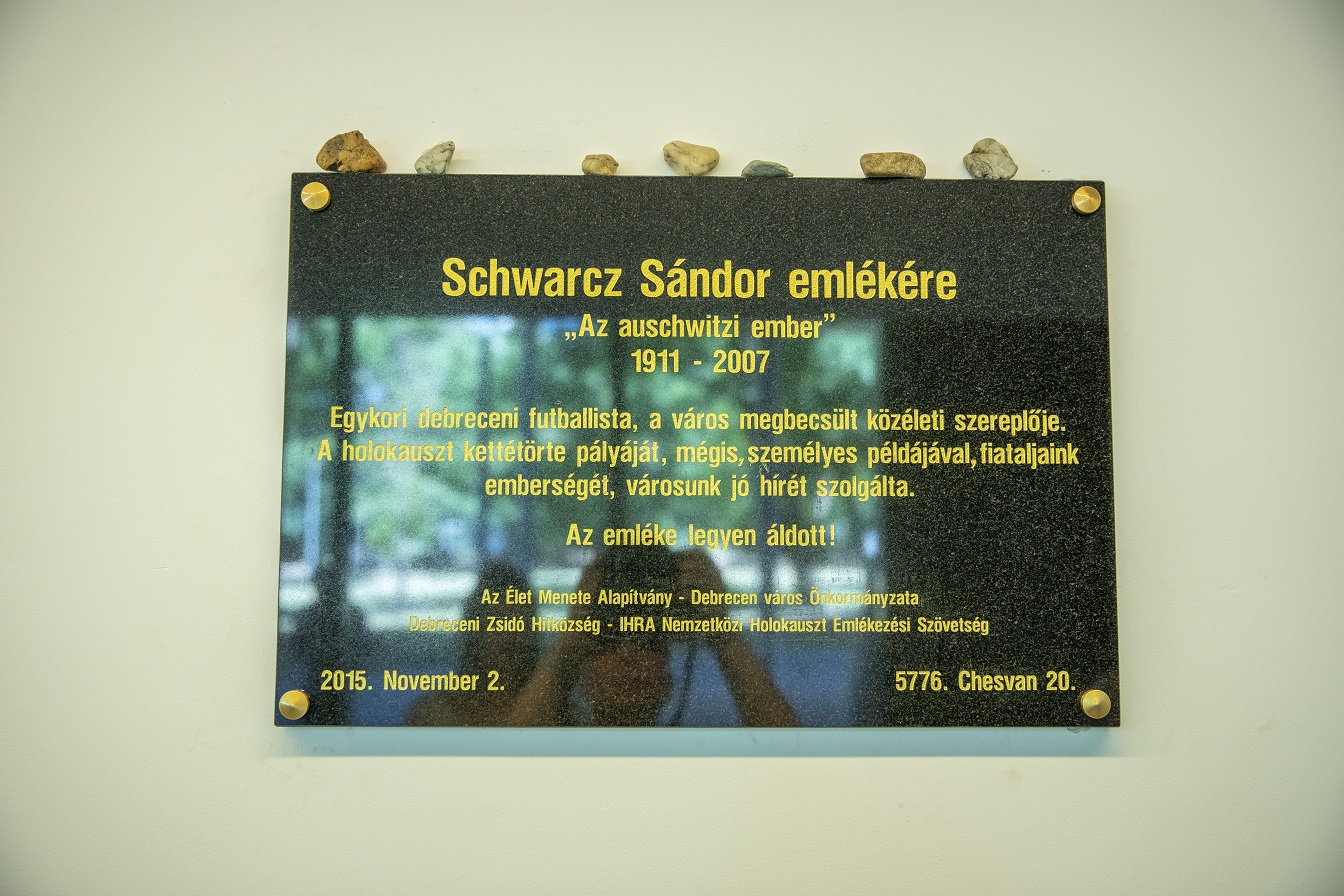 Schwarcz Sándor emlékére
„Az auschwitzi ember”
1911 - 2007
Egykori debreceni futballista, a város megbecsült közéleti szereplője.
A holokauszt kettétörte pályáját, mégis, személyes példájával, fiataljaink
emberségét, városunk jó hírét szolgálta.
Az emléke legyen áldott!
Az Élet Menete Alapítvány - Debrecen város Önkormányzata
Debreceni Zsidó Hitközség - IHRA Nemzetközi Holokauszt Emlékezési Szövetség
2015. November 2.
5776. Chesvan 20.